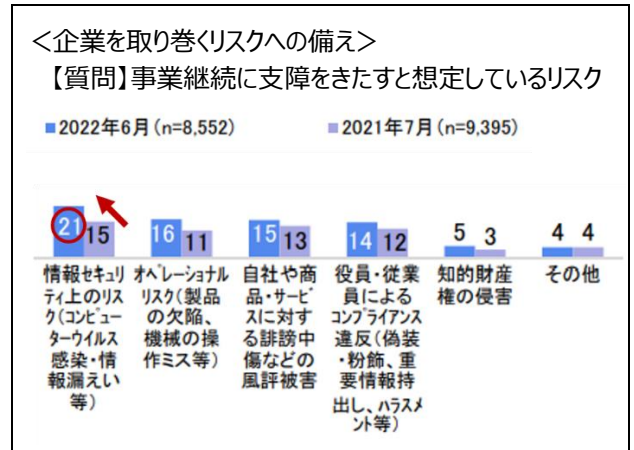 ＜企業を取り巻くリスクへの備え＞
【質問】事業継続に支障をきたすと想定しているリスク
2022年6月(n=8,552)
2021年7月(n=9,395)
21 15
16 11
15 13
14 12
5 3
4 4
情報ｾｷｭﾘ
ﾃｨ上のリス
ク(ｺﾝﾋﾟｭｰ
ターウイルス
感染・情
報漏えい
等)
ｵﾍﾟﾚｰｼｮﾅﾙ
リスク(製品
の欠陥、
機械の操
作ミス等)
自社や商
品・ｻｰﾋﾞ
スに対す
る誹謗中
傷などの
風評被害
役員・従業
員による
ｺﾝﾌﾟﾗｲｱﾝｽ
違反(偽装
・粉飾、重
要情報持
出し、ﾊﾗｽﾒ
ﾝﾄ等)
知的財産
権の侵害
その他